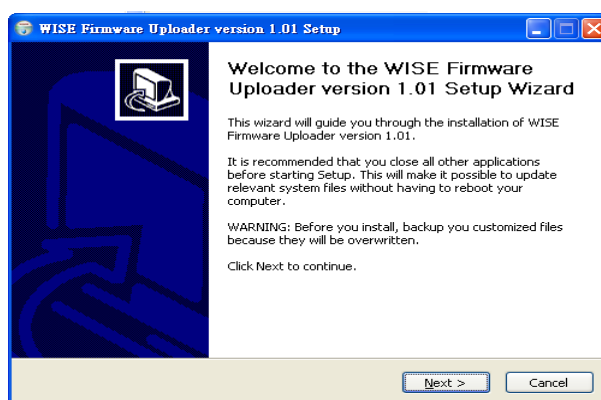 WISE Firmware Uploader version 1.01 Setup
Welcome to the WISE Firmware
Uploader version 1.01 Setup Wizard
This wizard will guide you through the installation of WISE
Firmware Uploader version 1.01.
It is recommended that you close all other applications
before starting Setup. This will make it possible to update
relevant system files without having to reboot your
computer.
WARNING: Before you install, backup you customized files
because they will be overwritten.
Click Next to continue.
Next >
Cancel